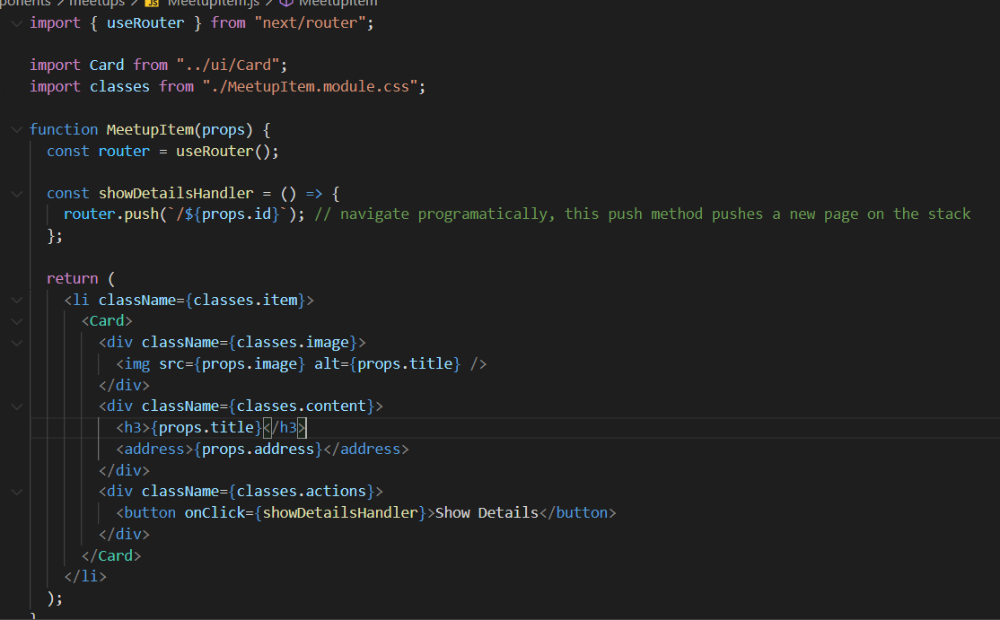 ponents > meetups > JS MeetupItem.js > MeetupItem
import { useRouter } from "next/router";
import Card from "../ui/Card";
import classes from "./MeetupItem.module.css";
function MeetupItem(props) {
const router = useRouter();
const showDetailsHandler = () => {
router.push(`/${props.id}`); // navigate programatically, this push method pushes a new page on the stack
};
return (
<li className={classes.item}>
<Card>
<div className={classes.image}>
<img src={props.image} alt={props.title} />
</div>
<div className={classes.content}>
<h3>{props.title}</h3>
<address>{props.address}</address>
</div>
<div className={classes.actions}>
<button onClick={showDetailsHandler}>Show Details</button>
</div>
</Card>
</li>
);
}